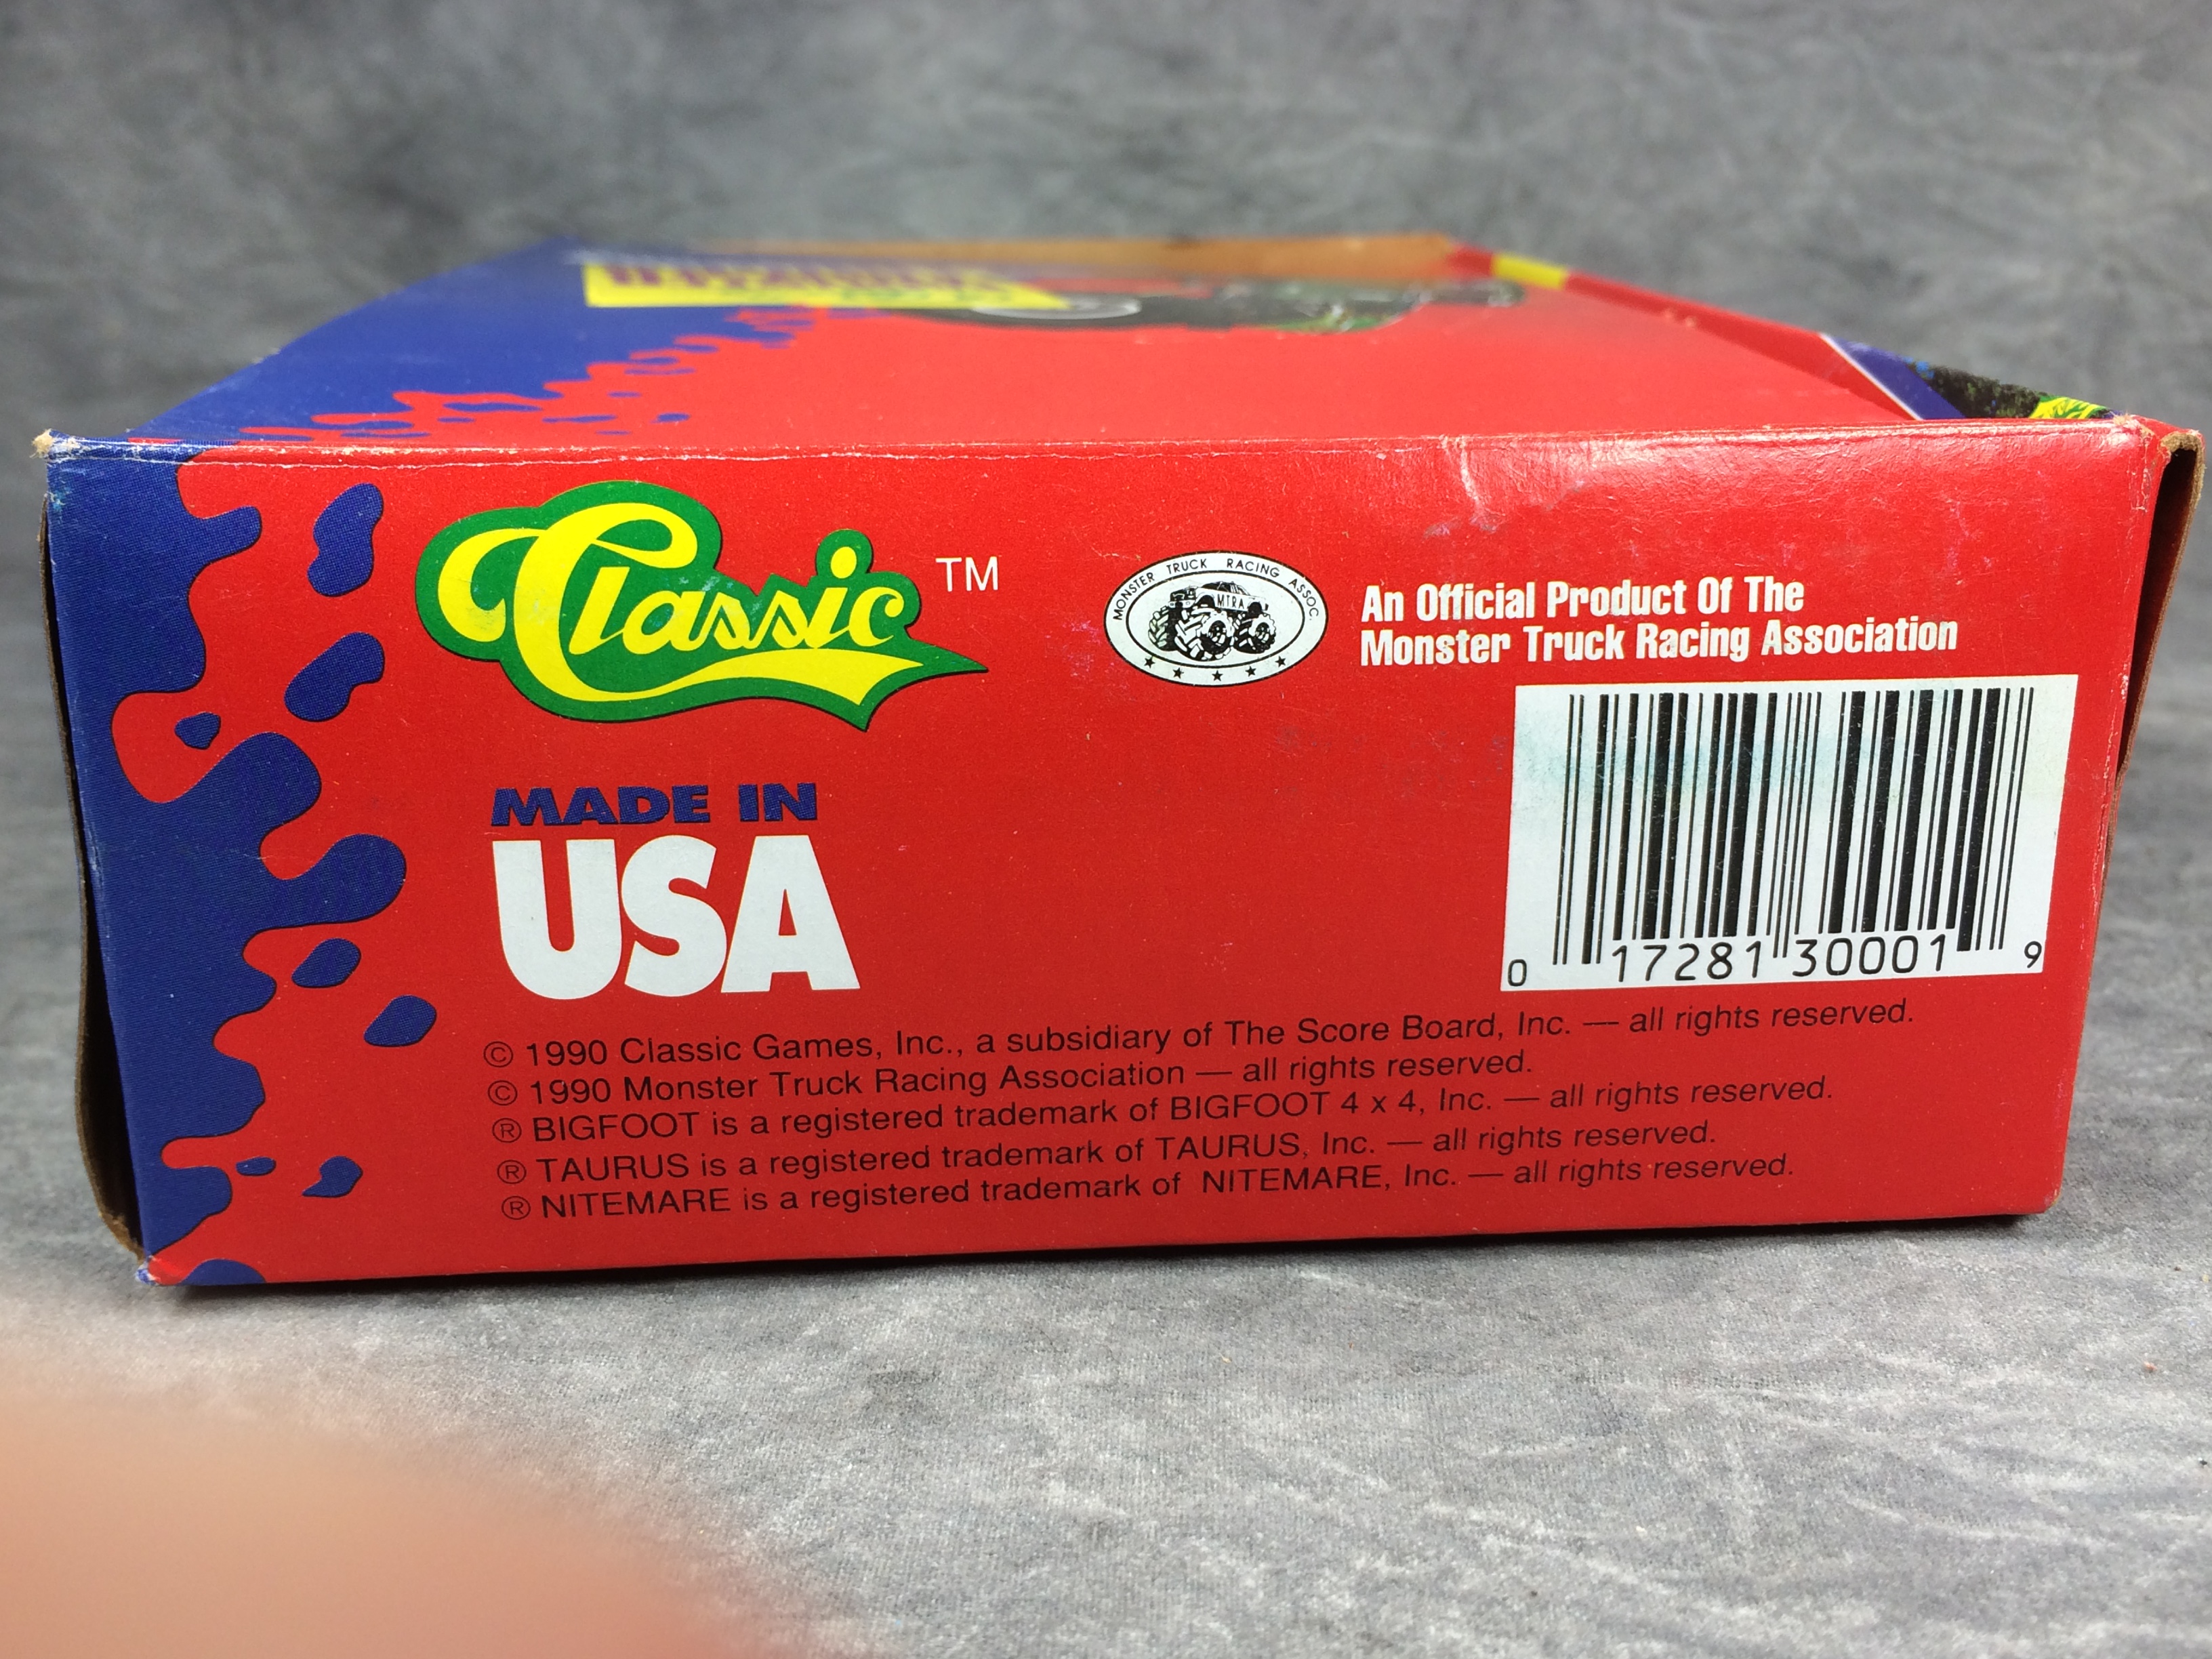 Classic TM
MONSTER TRUCK RACING ASSOC.
MTRA
An Official Product Of The
Monster Truck Racing Association
MADE IN
USA
0 17281 30001 9
© 1990 Classic Games, Inc., a subsidiary of The Score Board, Inc. — all rights reserved.
© 1990 Monster Truck Racing Association — all rights reserved.
® BIGFOOT is a registered trademark of BIGFOOT 4 x 4, Inc. — all rights reserved.
® TAURUS is a registered trademark of TAURUS, Inc. — all rights reserved.
® NITEMARE is a registered trademark of NITEMARE, Inc. — all rights reserved.